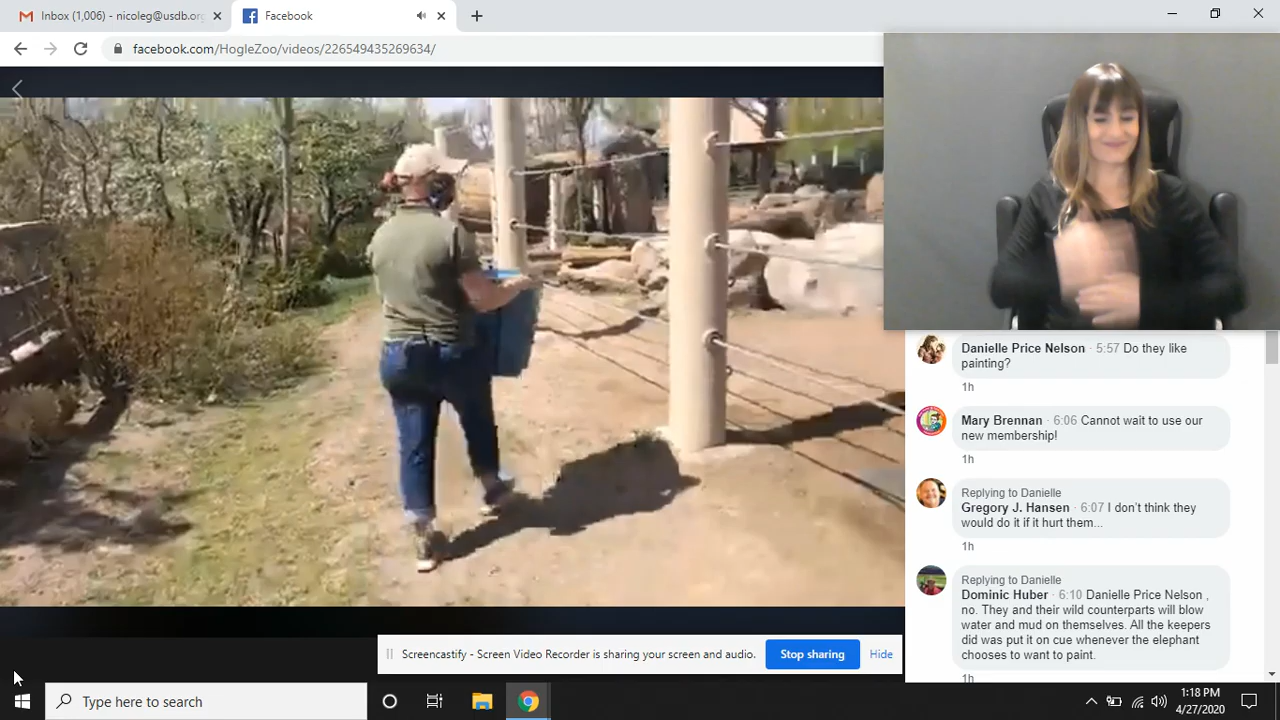 Inbox (1,006) - nicoleg@usdb.org
Facebook
facebook.com/HogleZoo/videos/226549435269634/
Danielle Price Nelson · 5:57 Do they like
painting?
1h
Mary Brennan · 6:06 Cannot wait to use our
new membership!
1h
Replying to Danielle
Gregory J. Hansen · 6:07 I don't think they
would do it if it hurt them...
1h
Replying to Danielle
Dominic Huber · 6:10 Danielle Price Nelson ,
no. They and their wild counterparts will blow
water and mud on themselves. All the keepers
did was put it on cue whenever the elephant
chooses to want to paint.
1h
Screencastify - Screen Video Recorder is sharing your screen and audio.
Stop sharing
Hide
Type here to search
1:18 PM
4/27/2020